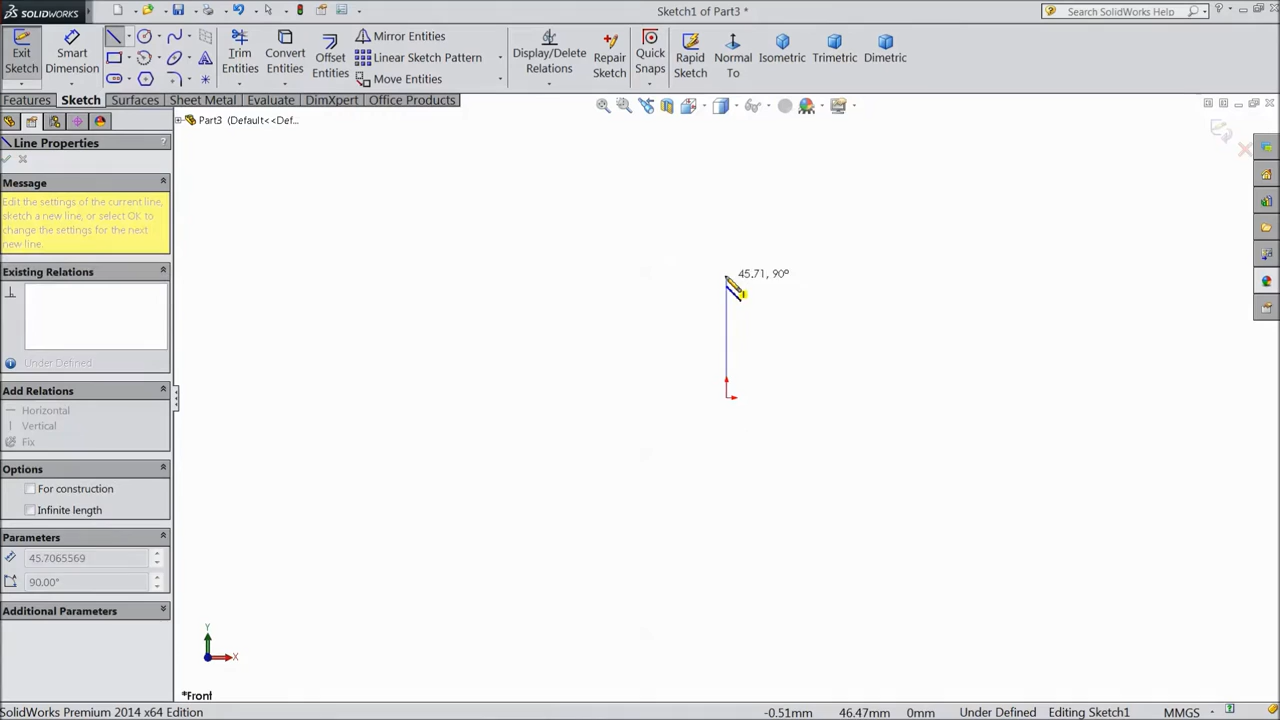 SOLIDWORKS
Sketch1 of Part3 *
Search SolidWorks Help
Exit Sketch
Smart Dimension
Trim Entities
Convert Entities
Offset Entities
Mirror Entities
Linear Sketch Pattern
Move Entities
Display/Delete Relations
Repair Sketch
Quick Snaps
Rapid Sketch
Normal To
Isometric
Trimetric
Dimetric
Features
Sketch
Surfaces
Sheet Metal
Evaluate
DimXpert
Office Products
Part3 (Default<<Def...
Line Properties
?
Message
Edit the settings of the current line,
sketch a new line, or select OK to
change the settings for the next
new line.
Existing Relations
Under Defined
Add Relations
Horizontal
Vertical
Fix
Options
For construction
Infinite length
Parameters
45.7065569
90.00°
Additional Parameters
45.71, 90°
Y
X
*Front
SolidWorks Premium 2014 x64 Edition
-0.51mm
46.47mm
0mm
Under Defined
Editing Sketch1
MMGS